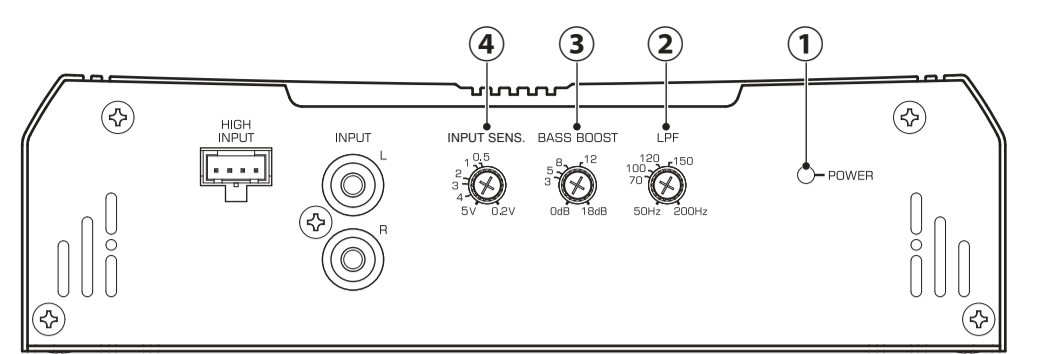 4 3 2 1
HIGH
INPUT
INPUT
L
R
INPUT SENS.
0.5
1
2
3
4
5V 0.2V
BASS BOOST
8 12
5
3
0dB 18dB
LPF
120 150
100
70
50Hz 200Hz
POWER